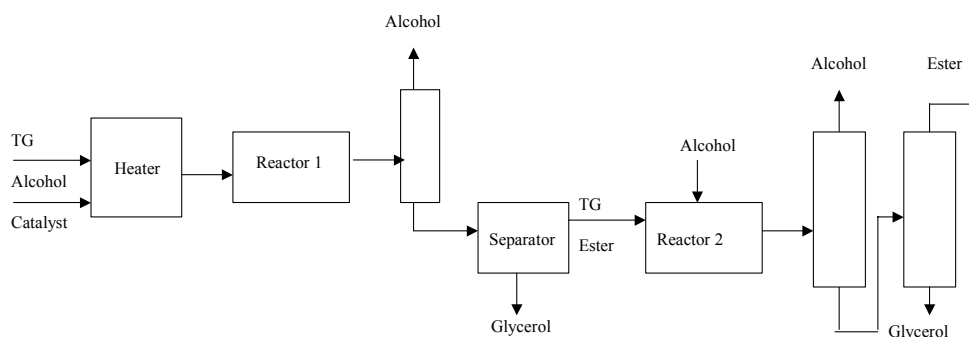 Alcohol
Alcohol
Ester
TG
Alcohol
Catalyst
Heater
Reactor 1
Alcohol
TG
Ester
Separator
Reactor 2
Glycerol
Glycerol